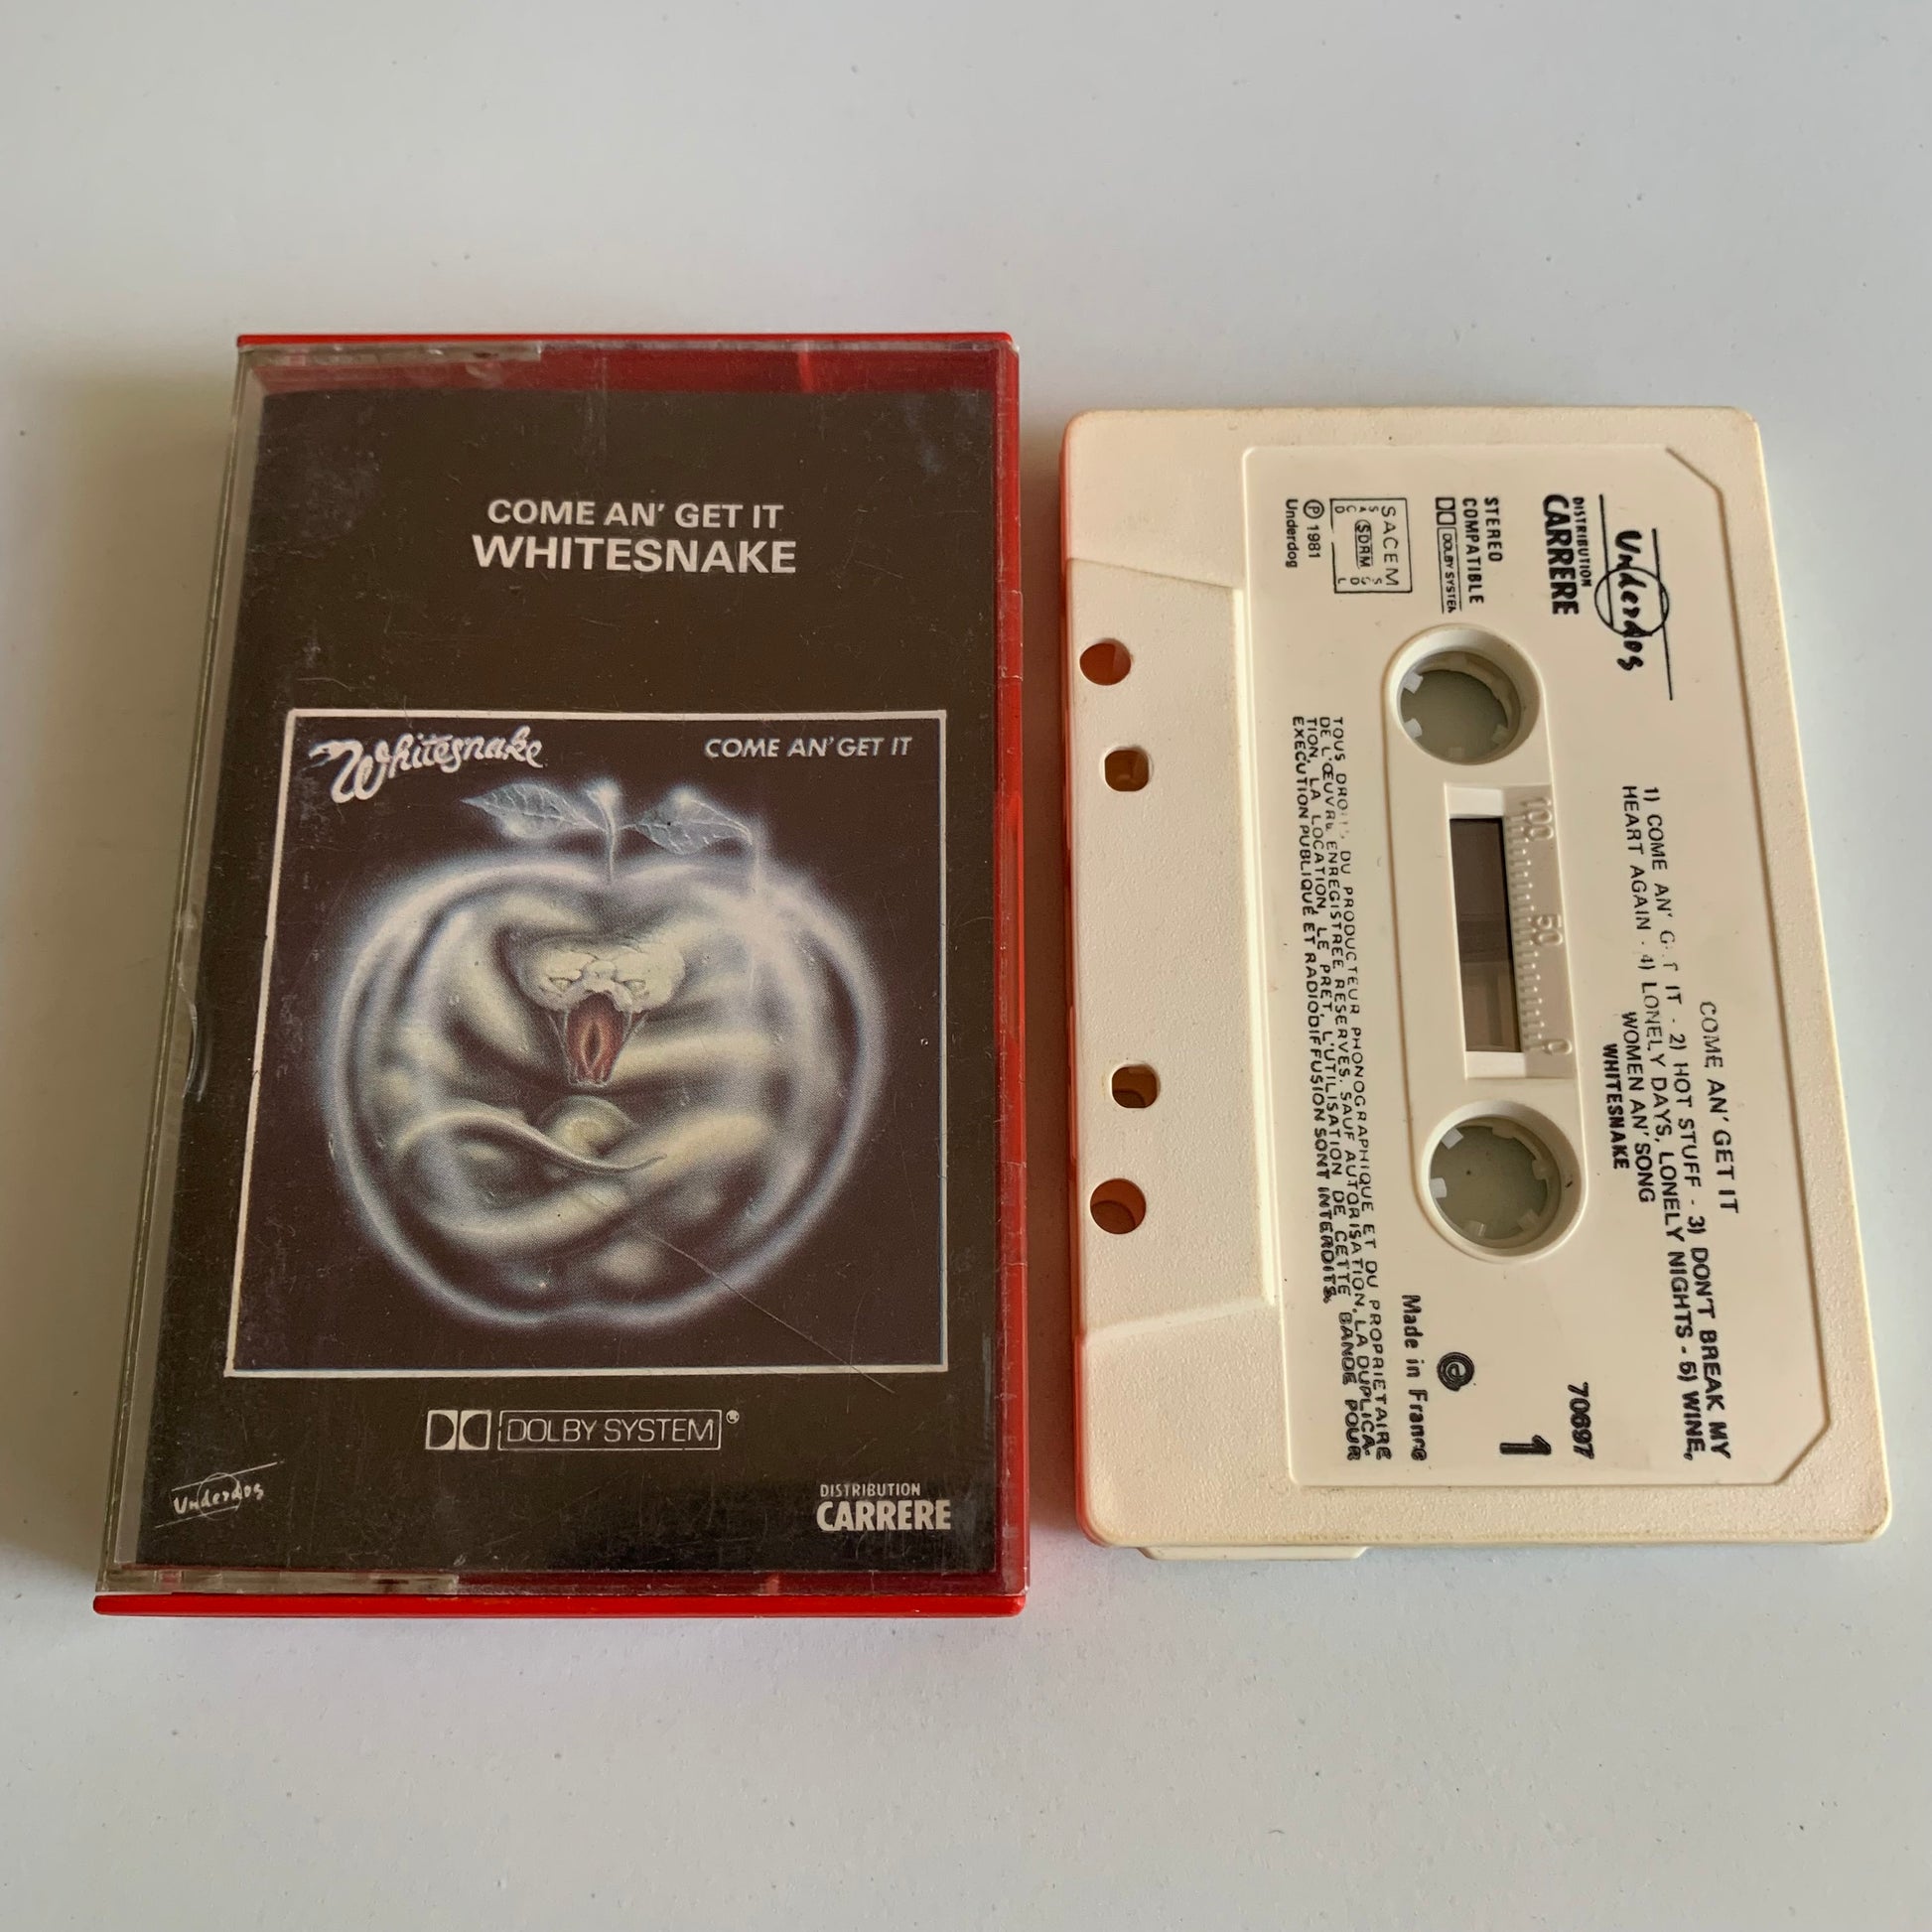 COME AN' GET IT
WHITESNAKE
Whitesnake
COME AN' GET IT
DOLBY SYSTEM®
Underdog
DISTRIBUTION
CARRERE
Underdog
DISTRIBUTION
CARRERE
STEREO
COMPATIBLE
DOLBY SYSTEM
SACEM
SDRM
℗ 1981
Underdog
COME AN' GET IT
1) COME AN' GET IT - 2) HOT STUFF - 3) DON'T BREAK MY
HEART AGAIN - 4) LONELY DAYS, LONELY NIGHTS - 5) WINE,
WOMEN AN' SONG
WHITESNAKE
100 50 0
70697
1
Made in France
TOUS DROITS DU PRODUCTEUR PHONOGRAPHIQUE ET DU PROPRIETAIRE
DE L'ŒUVRE ENREGISTREE RESERVES. SAUF AUTORISATION, LA DUPLICA-
TION, LA LOCATION, LE PRET, L'UTILISATION DE CETTE BANDE POUR
EXECUTION PUBLIQUE ET RADIODIFFUSION SONT INTERDITS.